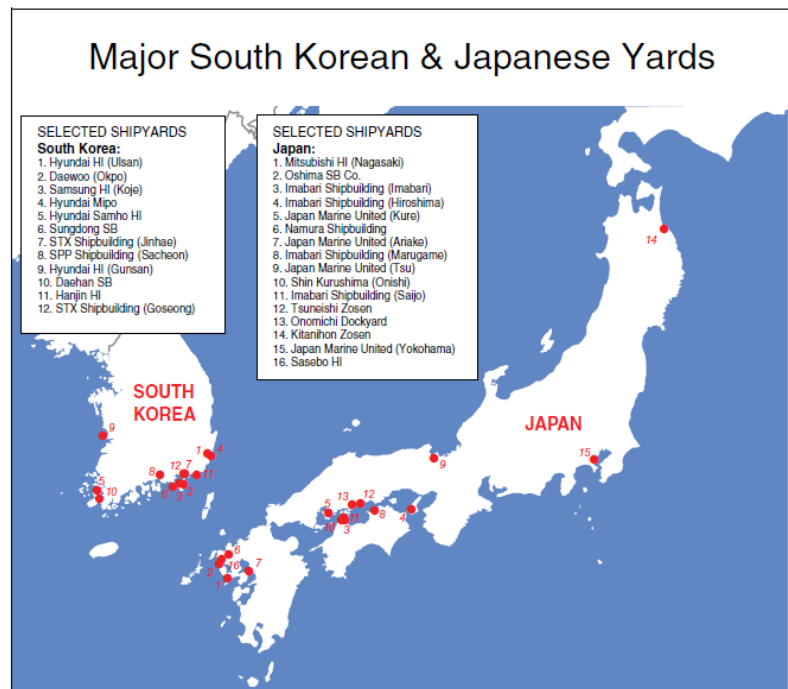 Major South Korean & Japanese Yards
SELECTED SHIPYARDS
South Korea:
1. Hyundai HI (Ulsan)
2. Daewoo (Okpo)
3. Samsung HI (Koje)
4. Hyundai Mipo
5. Hyundai Samho HI
6. Sungdong SB
7. STX Shipbuilding (Jinhae)
8. SPP Shipbuilding (Sacheon)
9. Hyundai HI (Gunsan)
10. Daehan SB
11. Hanjin HI
12. STX Shipbuilding (Goseong)
SELECTED SHIPYARDS
Japan:
1. Mitsubishi HI (Nagasaki)
2. Oshima SB Co.
3. Imabari Shipbuilding (Imabari)
4. Imabari Shipbuilding (Hiroshima)
5. Japan Marine United (Kure)
6. Namura Shipbuilding
7. Japan Marine United (Ariake)
8. Imabari Shipbuilding (Marugame)
9. Japan Marine United (Tsu)
10. Shin Kurushima (Onishi)
11. Imabari Shipbuilding (Saijo)
12. Tsuneishi Zosen
13. Onomichi Dockyard
14. Kitanihon Zosen
15. Japan Marine United (Yokohama)
16. Sasebo HI
14
SOUTH
KOREA
JAPAN
9
1
4
15
9
8
12
7
11
5
10
6
3
2
13
12
5
8
4
10
11
3
6
16
2
7
1